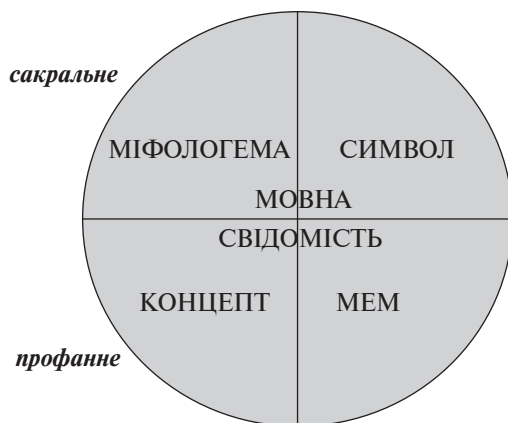 сакральне
МІФОЛОГЕМА СИМВОЛ
МОВНА
СВІДОМІСТЬ
КОНЦЕПТ МЕМ
профанне